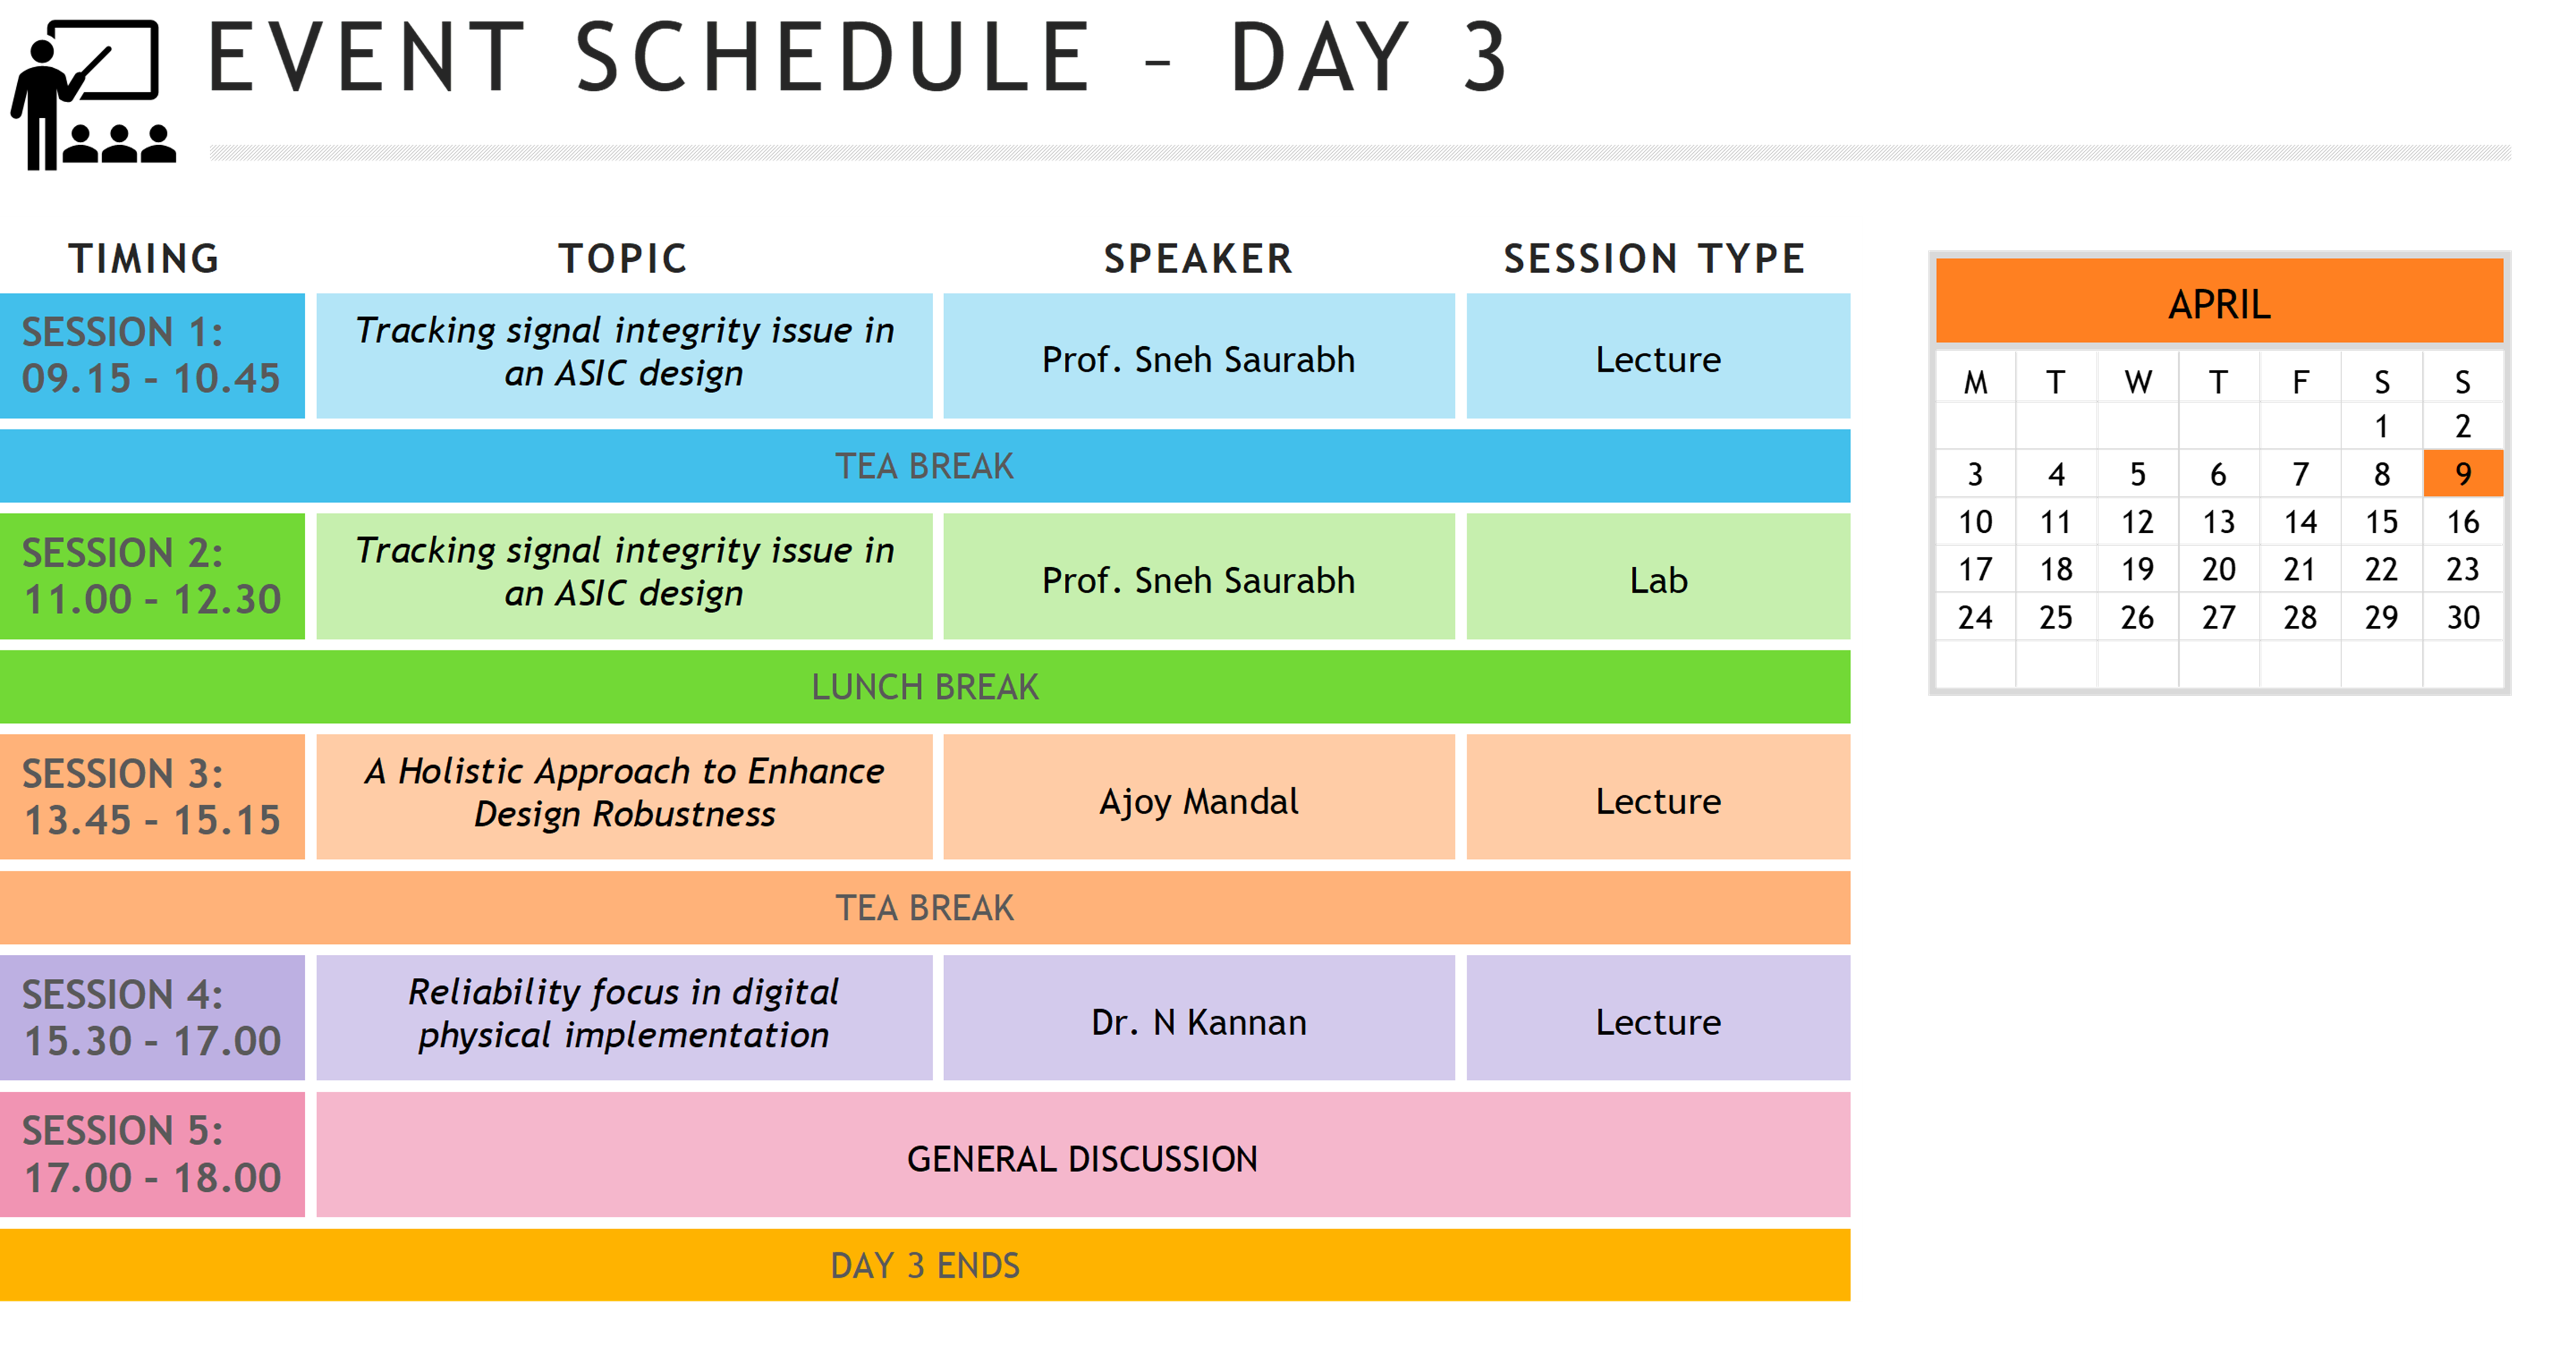 EVENT SCHEDULE - DAY 3
TIMING TOPIC SPEAKER SESSION TYPE
SESSION 1:
09.15 - 10.45
Tracking signal integrity issue in
an ASIC design
Prof. Sneh Saurabh
Lecture
TEA BREAK
SESSION 2:
11.00 - 12.30
Tracking signal integrity issue in
an ASIC design
Prof. Sneh Saurabh
Lab
LUNCH BREAK
SESSION 3:
13.45 - 15.15
A Holistic Approach to Enhance
Design Robustness
Ajoy Mandal
Lecture
TEA BREAK
SESSION 4:
15.30 - 17.00
Reliability focus in digital
physical implementation
Dr. N Kannan
Lecture
SESSION 5:
17.00 - 18.00
GENERAL DISCUSSION
DAY 3 ENDS
APRIL
M T W T F S S
1 2
3 4 5 6 7 8 9
10 11 12 13 14 15 16
17 18 19 20 21 22 23
24 25 26 27 28 29 30